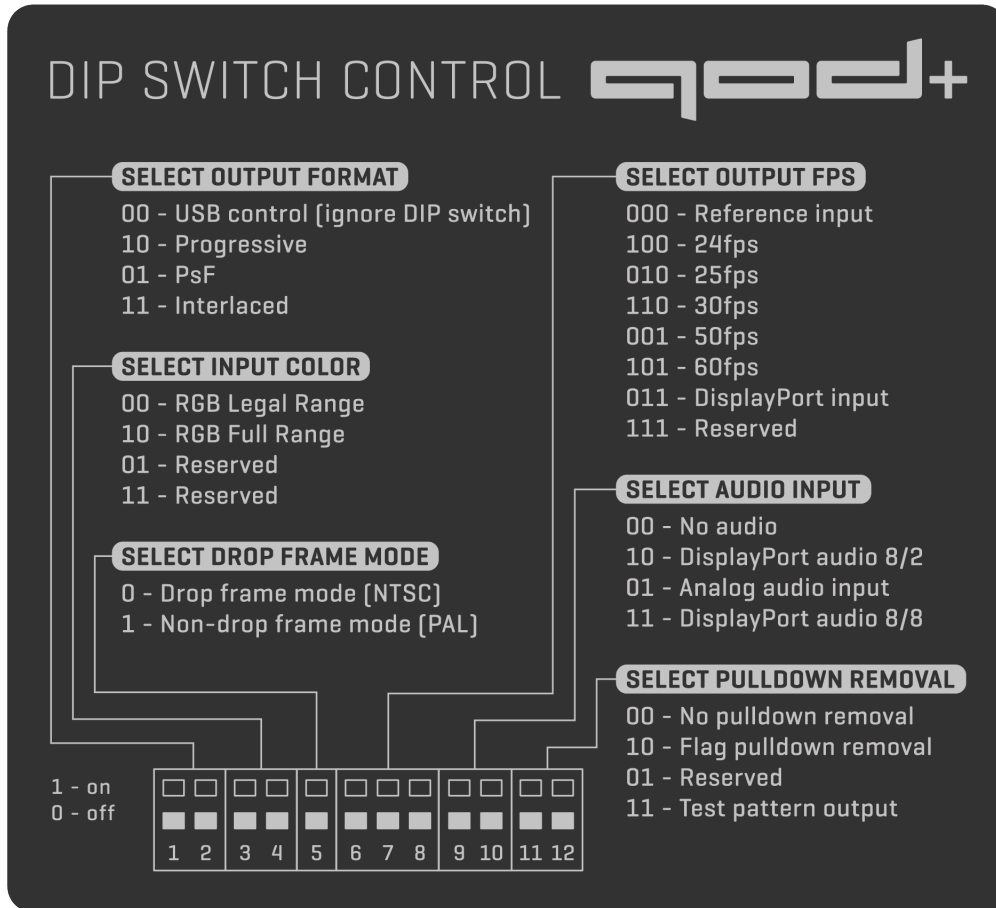 DIP SWITCH CONTROL qod+
SELECT OUTPUT FORMAT
00 - USB control (ignore DIP switch)
10 - Progressive
01 - PsF
11 - Interlaced
SELECT INPUT COLOR
00 - RGB Legal Range
10 - RGB Full Range
01 - Reserved
11 - Reserved
SELECT DROP FRAME MODE
0 - Drop frame mode (NTSC)
1 - Non-drop frame mode (PAL)
SELECT OUTPUT FPS
000 - Reference input
100 - 24fps
010 - 25fps
110 - 30fps
001 - 50fps
101 - 60fps
011 - DisplayPort input
111 - Reserved
SELECT AUDIO INPUT
00 - No audio
10 - DisplayPort audio 8/2
01 - Analog audio input
11 - DisplayPort audio 8/8
SELECT PULLDOWN REMOVAL
00 - No pulldown removal
10 - Flag pulldown removal
01 - Reserved
11 - Test pattern output
1 - on
0 - off
1 2 3 4 5 6 7 8 9 10 11 12